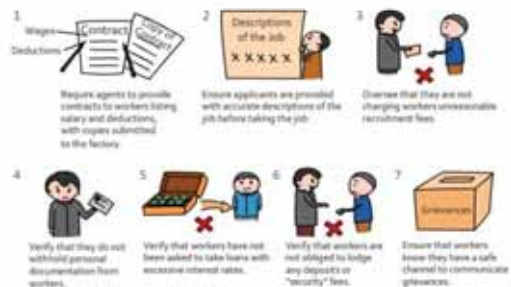 1
Wages
Deductions
Contract
Copy of
Contract
Require agents to provide
contracts to workers listing
salary and deductions,
with copies submitted
to the factory.
2
Descriptions
of the Job
x x x x x
Ensure applicants are provided
with accurate descriptions of the
job before taking the job.
3
Oversee that they are not
charging workers unreasonable
recruitment fees.
4
Verify that they do not
withhold personal
documentation from
workers.
5
Verify that workers have not
been asked to take loans with
excessive interest rates.
6
Verify that workers are
not obliged to lodge
any deposits or
"security" fees.
7
Grievances
Ensure that workers
know they have a safe
channel to communicate
grievances.